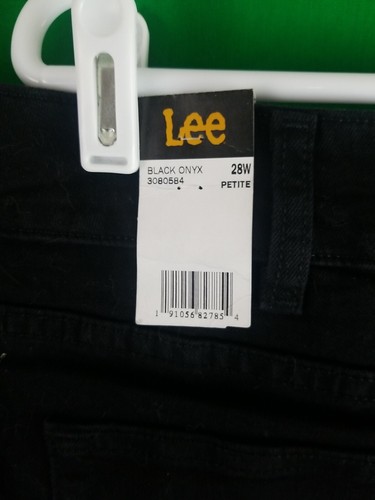 Lee
BLACK ONYX 28W
3080584 PETITE
1 91056 82785 4